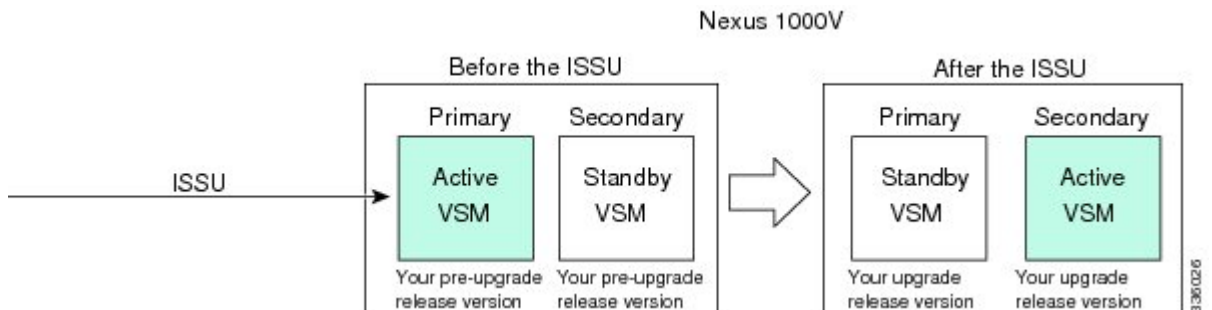 Nexus 1000V
Before the ISSU
After the ISSU
Primary
Secondary
Primary
Secondary
ISSU
Active
VSM
Standby
VSM
Standby
VSM
Active
VSM
Your pre-upgrade
release version
Your pre-upgrade
release version
Your upgrade
release version
Your upgrade
release version
336026